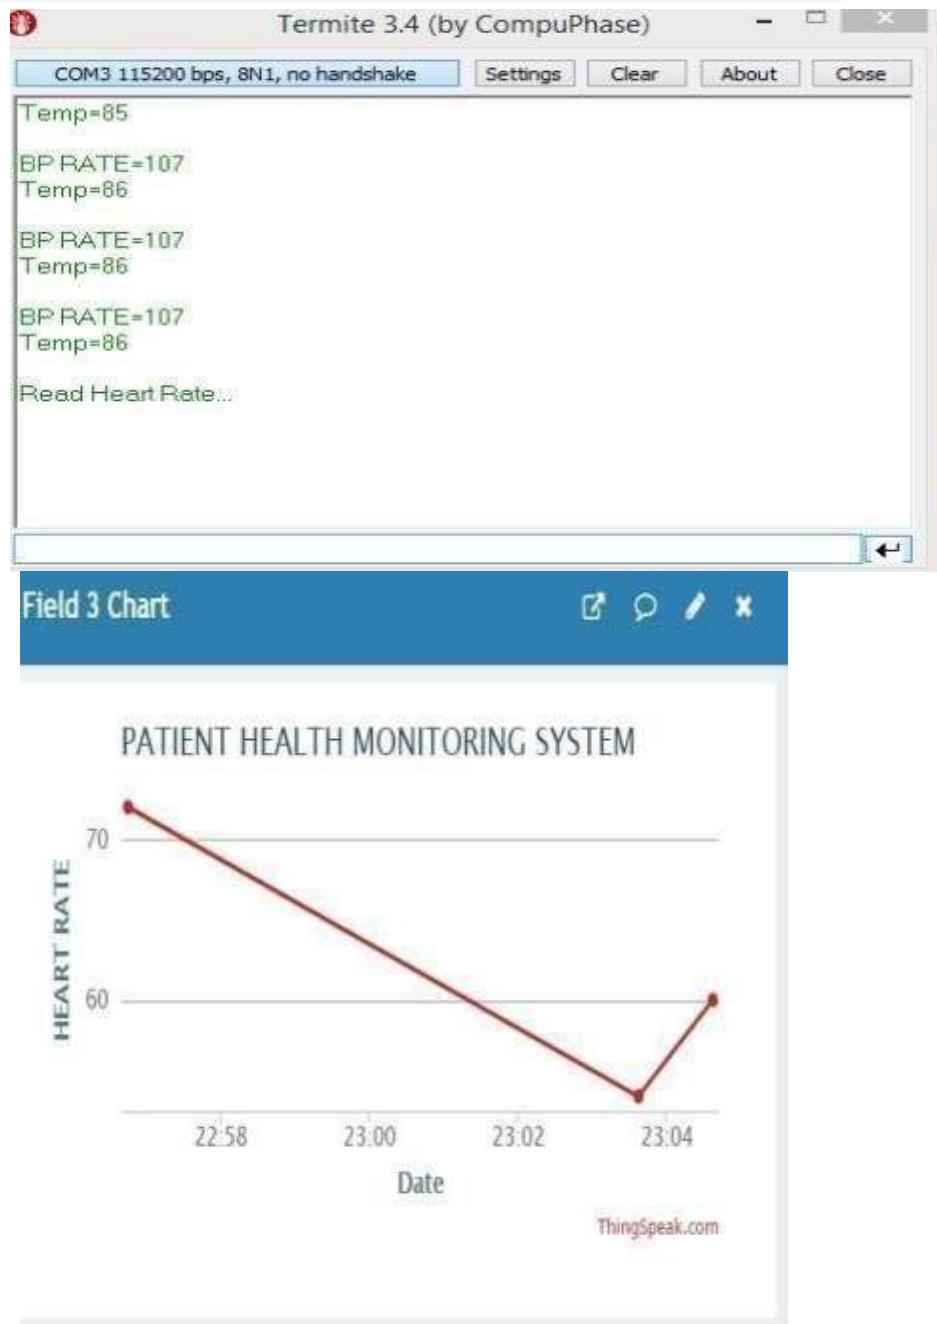 Termite 3.4 (by CompuPhase)
COM3 115200 bps, 8N1, no handshake Settings Clear About Close
Temp=85
BP RATE=107
Temp=86
BP RATE=107
Temp=86
BP RATE=107
Temp=86
Read Heart Rate...
Field 3 Chart
PATIENT HEALTH MONITORING SYSTEM
70
HEART RATE
60
22:58 23:00 23:02 23:04
Date
ThingSpeak.com